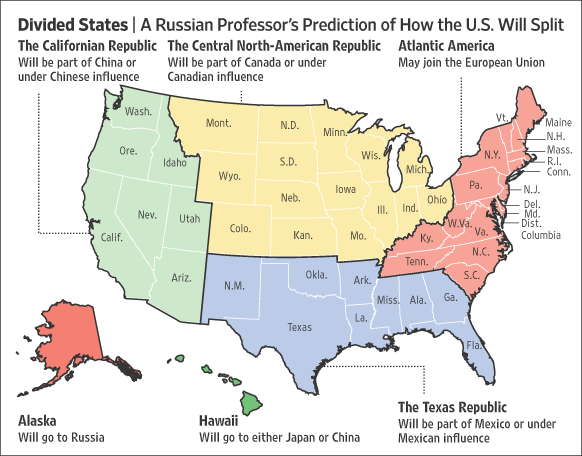 Divided States | A Russian Professor's Prediction of How the U.S. Will Split
The Californian Republic
Will be part of China or
under Chinese influence
The Central North-American Republic
Will be part of Canada or under
Canadian influence
Atlantic America
May join the European Union
Wash.
Ore.
Idaho
Nev.
Utah
Calif.
Ariz.
Mont.
N.D.
Minn.
S.D.
Wis.
Mich.
Wyo.
Neb.
Iowa
Ill.
Ind.
Ohio
Colo.
Kan.
Mo.
Vt.
Maine
N.H.
Mass.
R.I.
Conn.
N.Y.
Pa.
N.J.
Del.
Md.
Dist.
Columbia
W.Va.
Va.
Ky.
N.C.
Tenn.
S.C.
N.M.
Okla.
Ark.
Texas
La.
Miss.
Ala.
Ga.
Fla.
Alaska
Will go to Russia
Hawaii
Will go to either Japan or China
The Texas Republic
Will be part of Mexico or under
Mexican influence